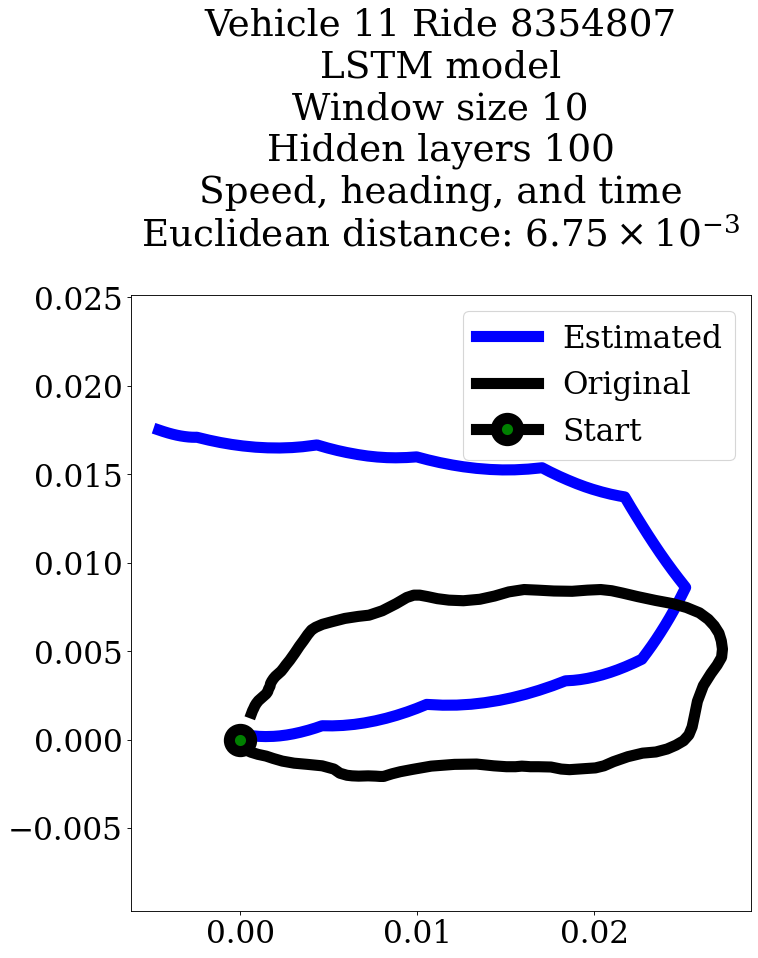 Vehicle 11 Ride 8354807
LSTM model
Window size 10
Hidden layers 100
Speed, heading, and time
Euclidean distance: 6.75 × 10⁻³
0.025
0.020
0.015
0.010
0.005
0.000
−0.005
Estimated
Original
Start
0.00 0.01 0.02